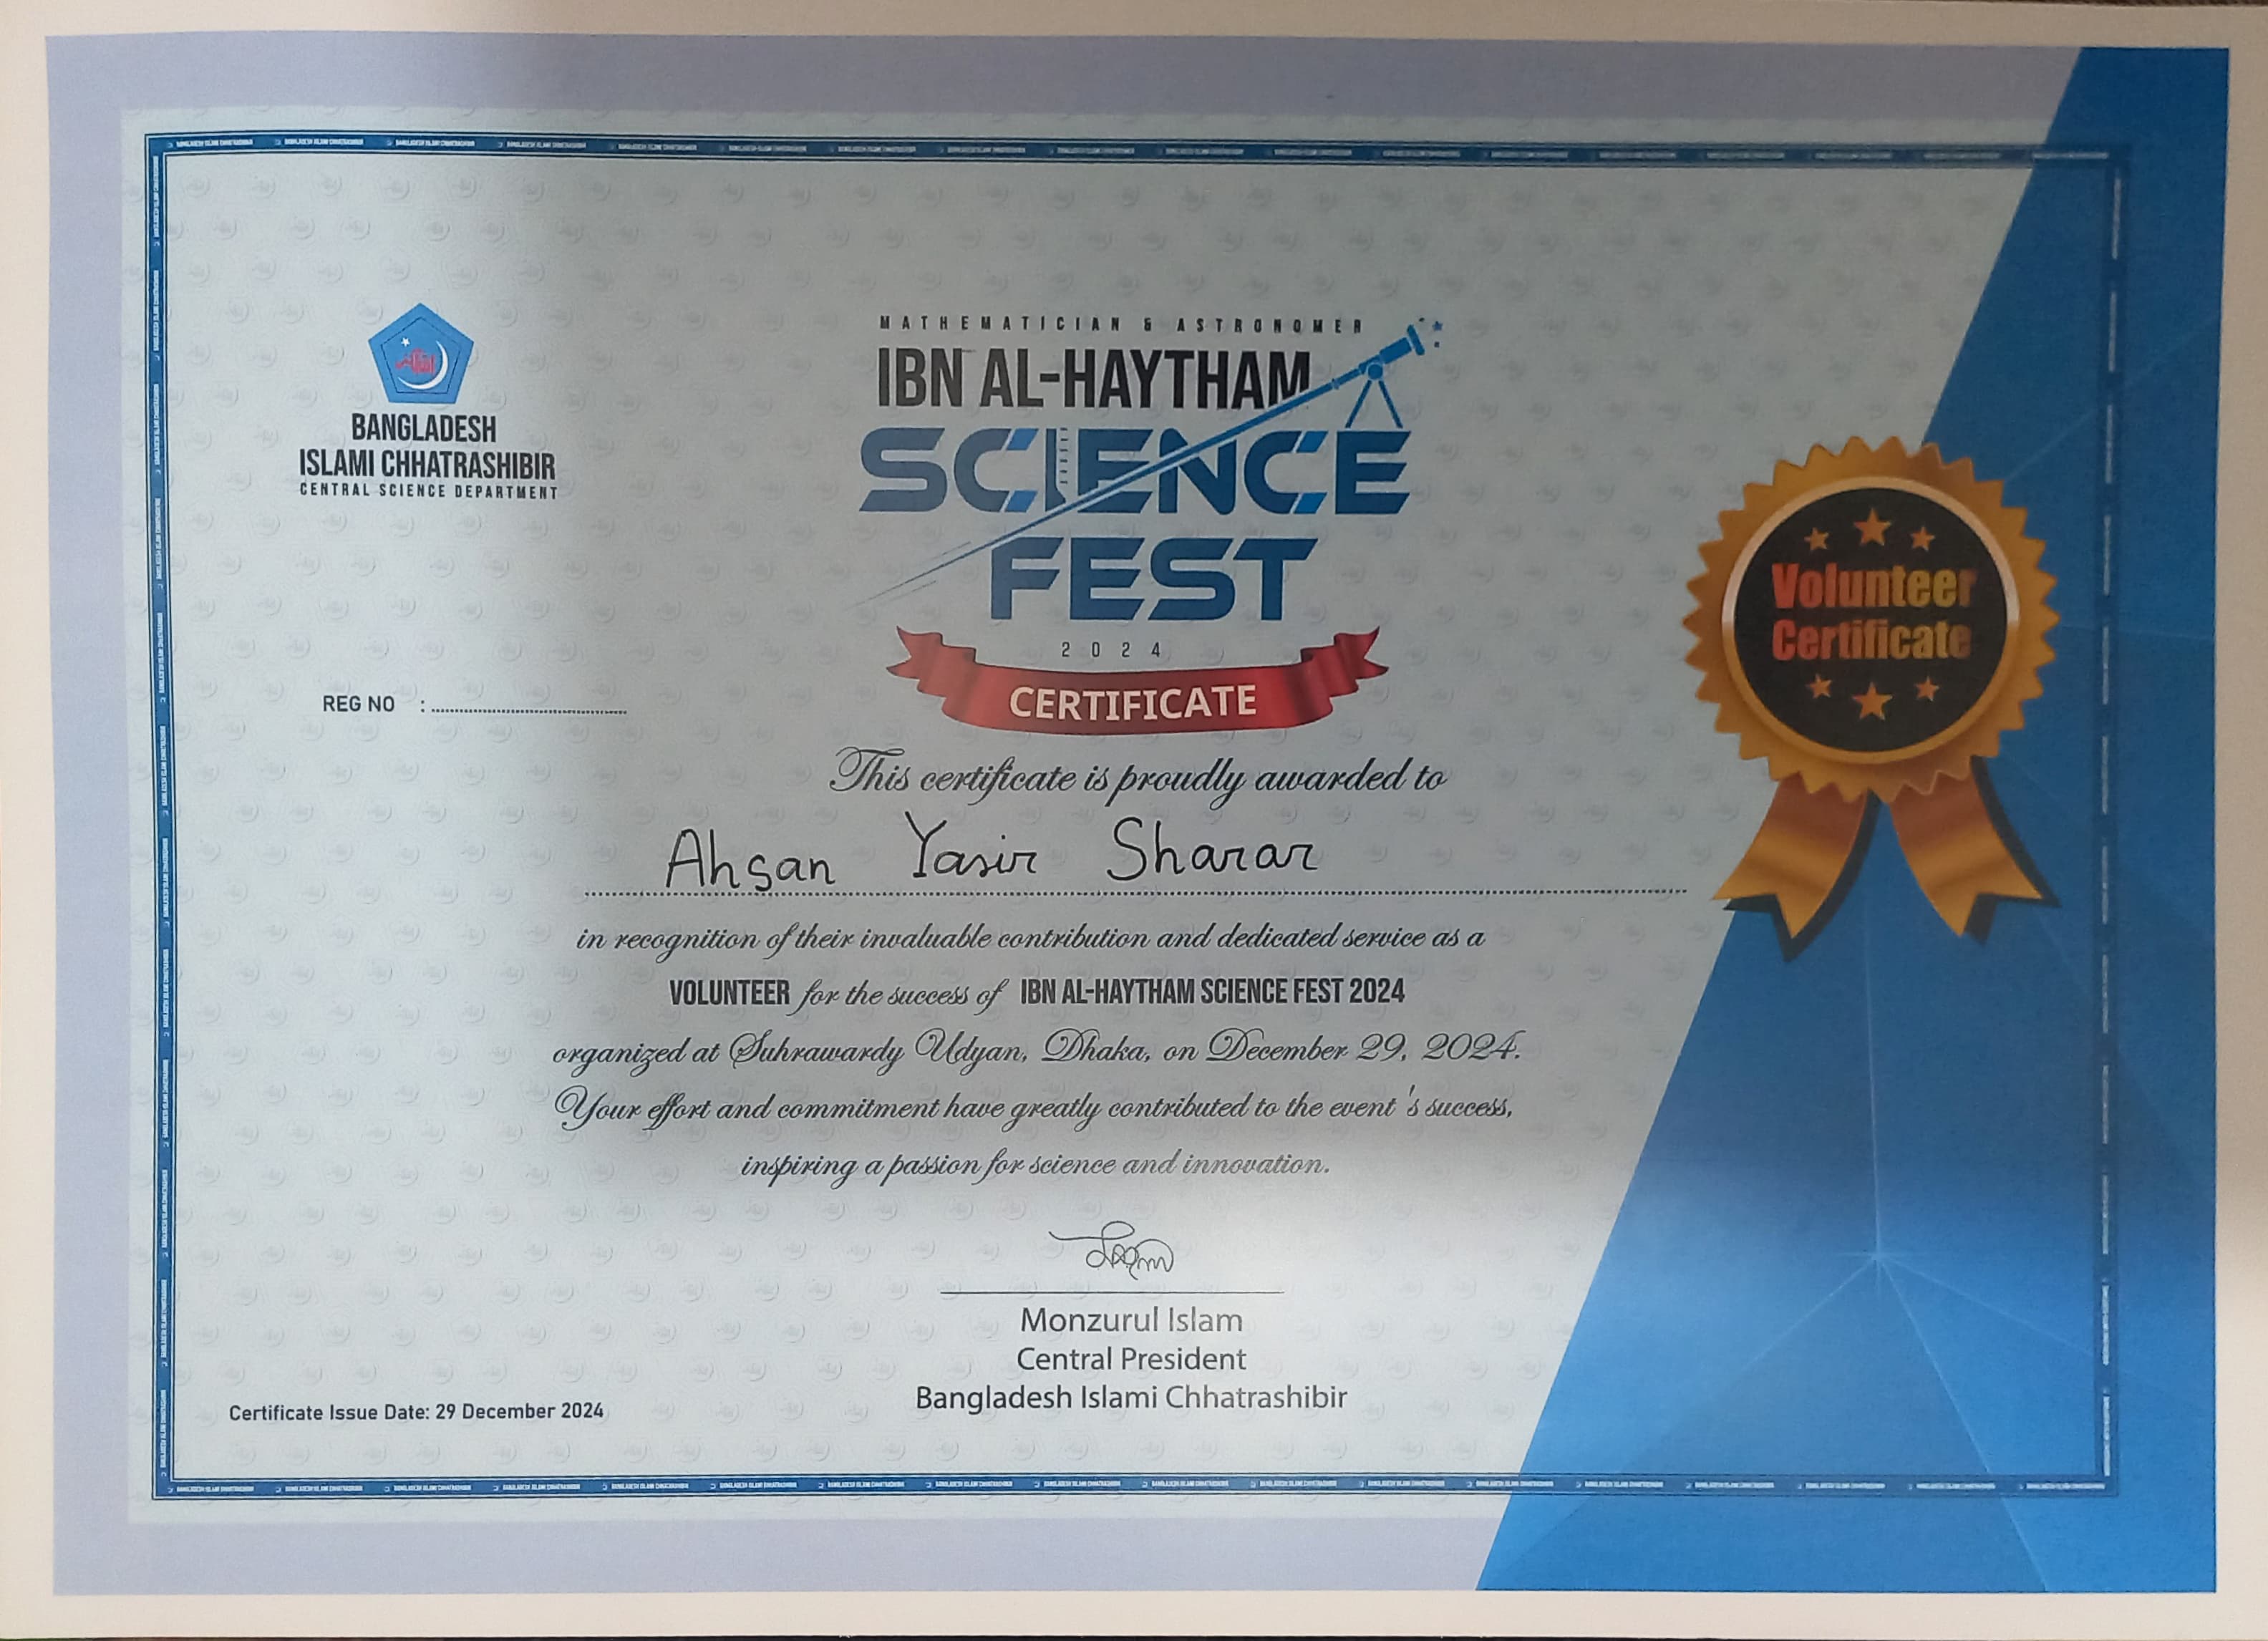 BANGLADESH
ISLAMI CHHATRASHIBIR
CENTRAL SCIENCE DEPARTMENT
MATHEMATICIAN & ASTRONOMER
IBN AL-HAYTHAM
SCIENCE
FEST
2024
CERTIFICATE
Volunteer
Certificate
REG NO :
This certificate is proudly awarded to
Ahsan Yasir Sharar
in recognition of their invaluable contribution and dedicated service as a
VOLUNTEER for the success of IBN AL-HAYTHAM SCIENCE FEST 2024
organized at Suhrawardy Udyan, Dhaka, on December 29, 2024.
Your effort and commitment have greatly contributed to the event 's success,
inspiring a passion for science and innovation.
Monzurul Islam
Central President
Bangladesh Islami Chhatrashibir
Certificate Issue Date: 29 December 2024